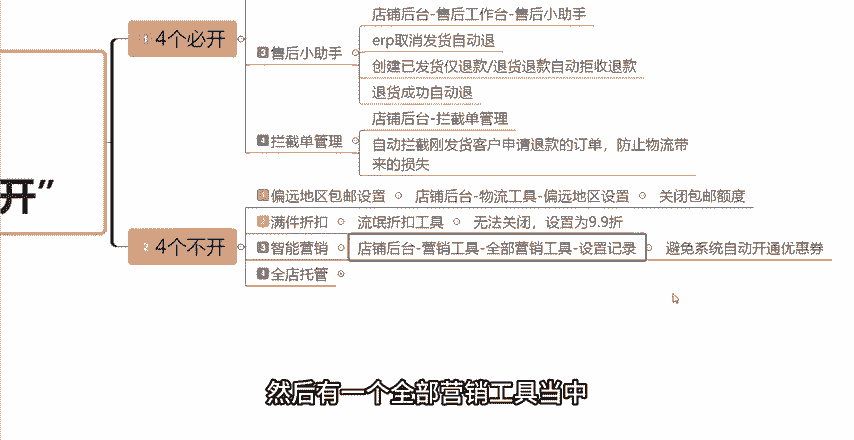 1 4个必开
店铺后台-售后工作台-售后小助手
3 售后小助手
erp取消发货自动退
创建已发货仅退款/退货退款自动拒收退款
退货成功自动退
4 拦截单管理
店铺后台-拦截单管理
自动拦截刚发货客户申请退款的订单，防止物流带
来的损失
开”
2 4个不开
1 偏远地区包邮设置 店铺后台-物流工具-偏远地区设置 关闭包邮额度
2 满件折扣 流氓折扣工具 无法关闭，设置为9.9折
3 智能营销 店铺后台-营销工具-全部营销工具-设置记录 避免系统自动开通优惠券
4 全店托管
然后有一个全部营销工具当中